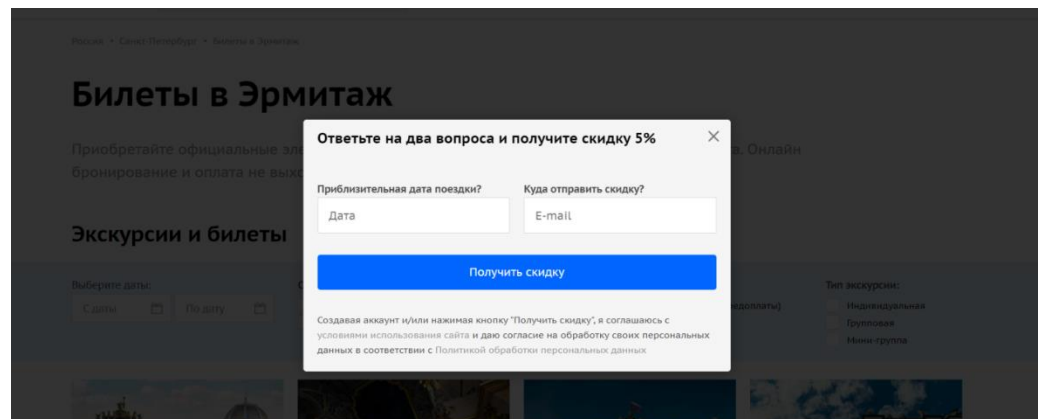 Россия • Санкт-Петербург • Билеты в Эрмитаж
Билеты в Эрмитаж
Приобретайте официальные эле
а. Онлайн
бронирование и оплата не вых
Экскурсии и билеты
Ответьте на два вопроса и получите скидку 5%
Приблизительная дата поездки?
Дата
Куда отправить скидку?
E-mail
Получить скидку
Создавая аккаунт и/или нажимая кнопку "Получить скидку", я соглашаюсь с
условиями использования сайта и даю согласие на обработку своих персональных
данных в соответствии с Политикой обработки персональных данных
Выберите даты:
С даты
По дату
Тип экскурсии:
Индивидуальная
Групповая
Мини-группа